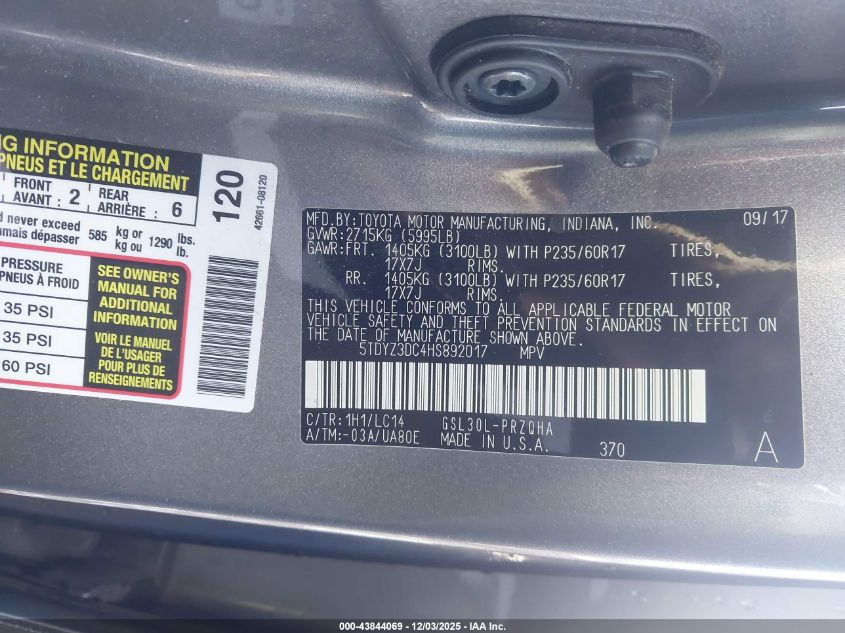 NG INFORMATION
PNEUS ET LE CHARGEMENT
FRONT
AVANT : 2
REAR
ARRIÈRE : 6
d never exceed
amais dépasser
585 kg or
kg ou
1290 lbs.
lb.
PRESSURE
PNEUS À FROID
35 PSI
35 PSI
60 PSI
SEE OWNER'S
MANUAL FOR
ADDITIONAL
INFORMATION
VOIR LE MANUEL
DE L'USAGER
POUR PLUS DE
RENSEIGNEMENTS
120
42661-08120
MFD.BY:TOYOTA MOTOR MANUFACTURING, INDIANA, INC. 09/17
GVWR:2715KG (5995LB)
GAWR:FRT. 1405KG (3100LB) WITH P235/60R17 TIRES,
17X7J RIMS.
RR. 1405KG (3100LB) WITH P235/60R17 TIRES,
17X7J RIMS.
THIS VEHICLE CONFORMS TO ALL APPLICABLE FEDERAL MOTOR
VEHICLE SAFETY AND THEFT PREVENTION STANDARDS IN EFFECT ON
THE DATE OF MANUFACTURE SHOWN ABOVE.
5TDYZ3DC4HS892017 MPV
C/TR:1H1/LC14 GSL30L-PRZQHA
A/TM:-03A/UA80E MADE IN U.S.A. 370 A
000-43844069 - 12/03/2025 - IAA Inc.